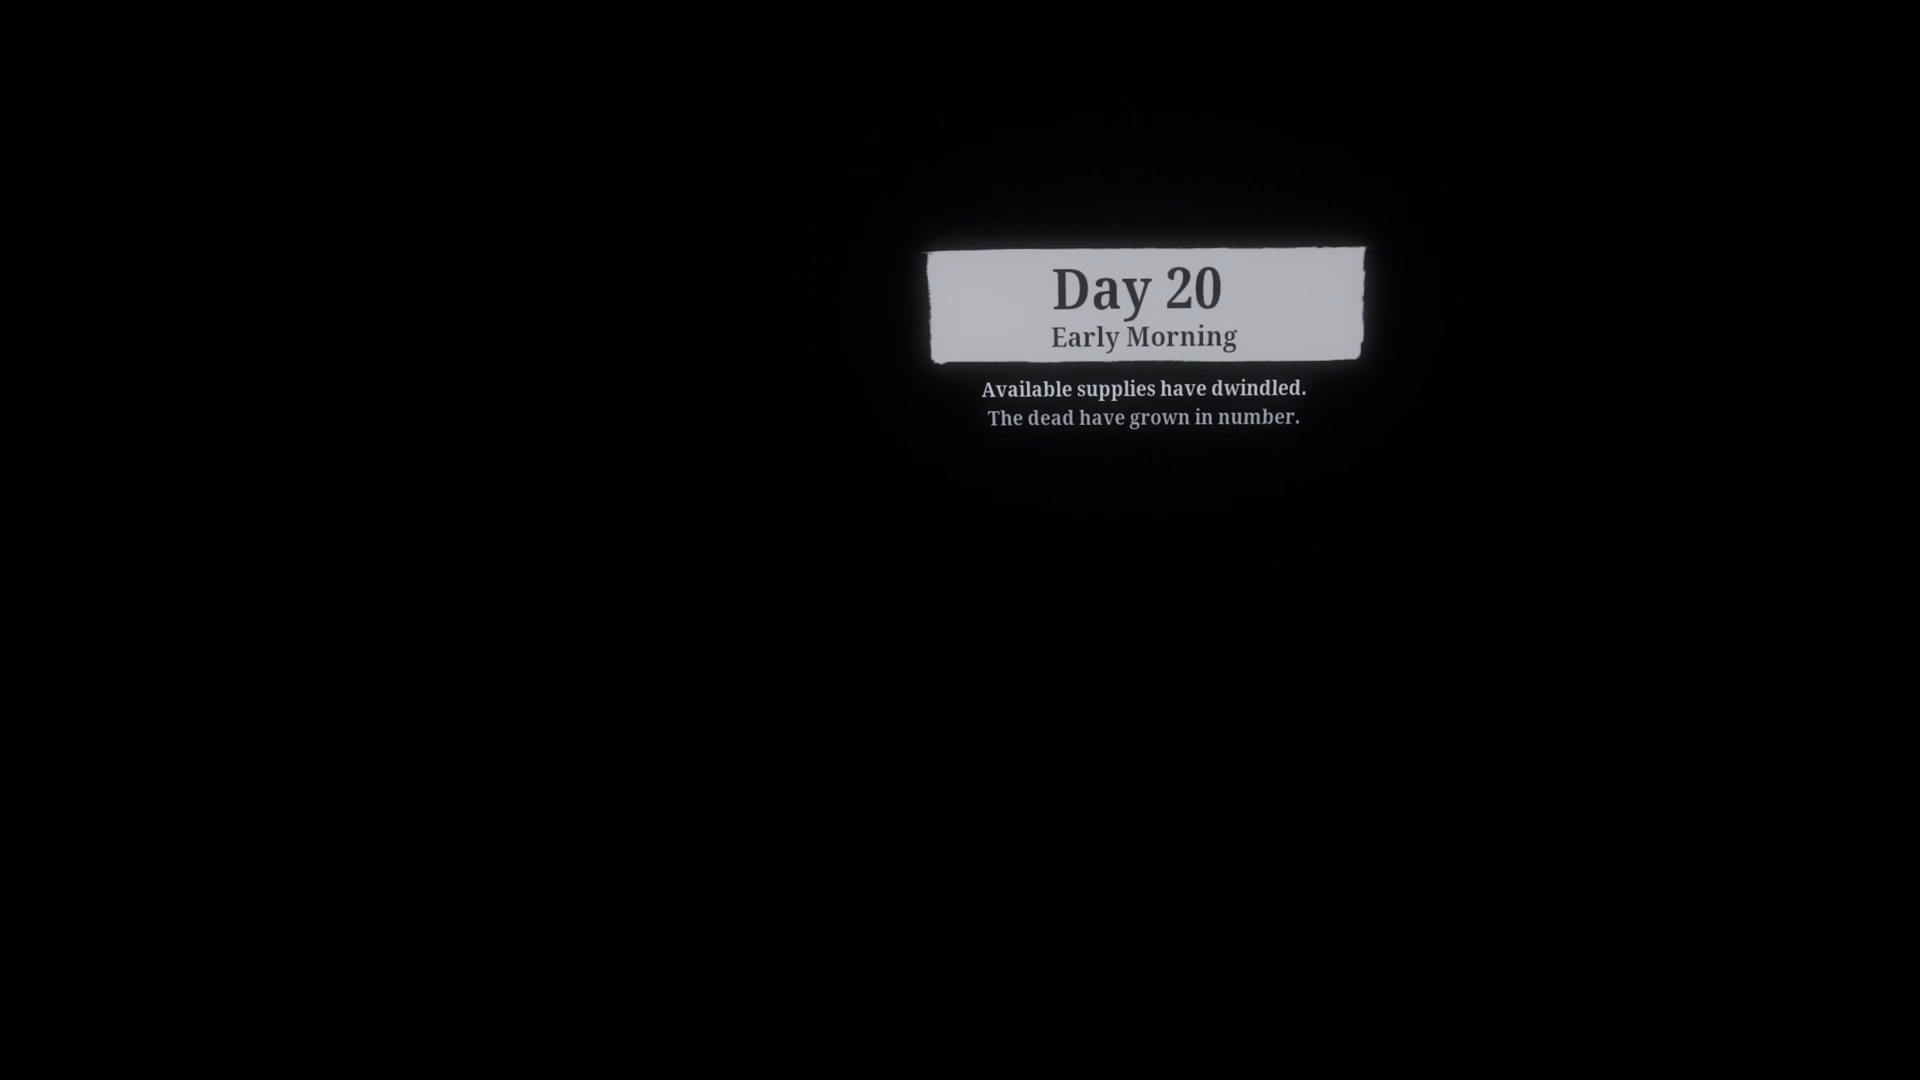 Day 20
Early Morning
Available supplies have dwindled.
The dead have grown in number.